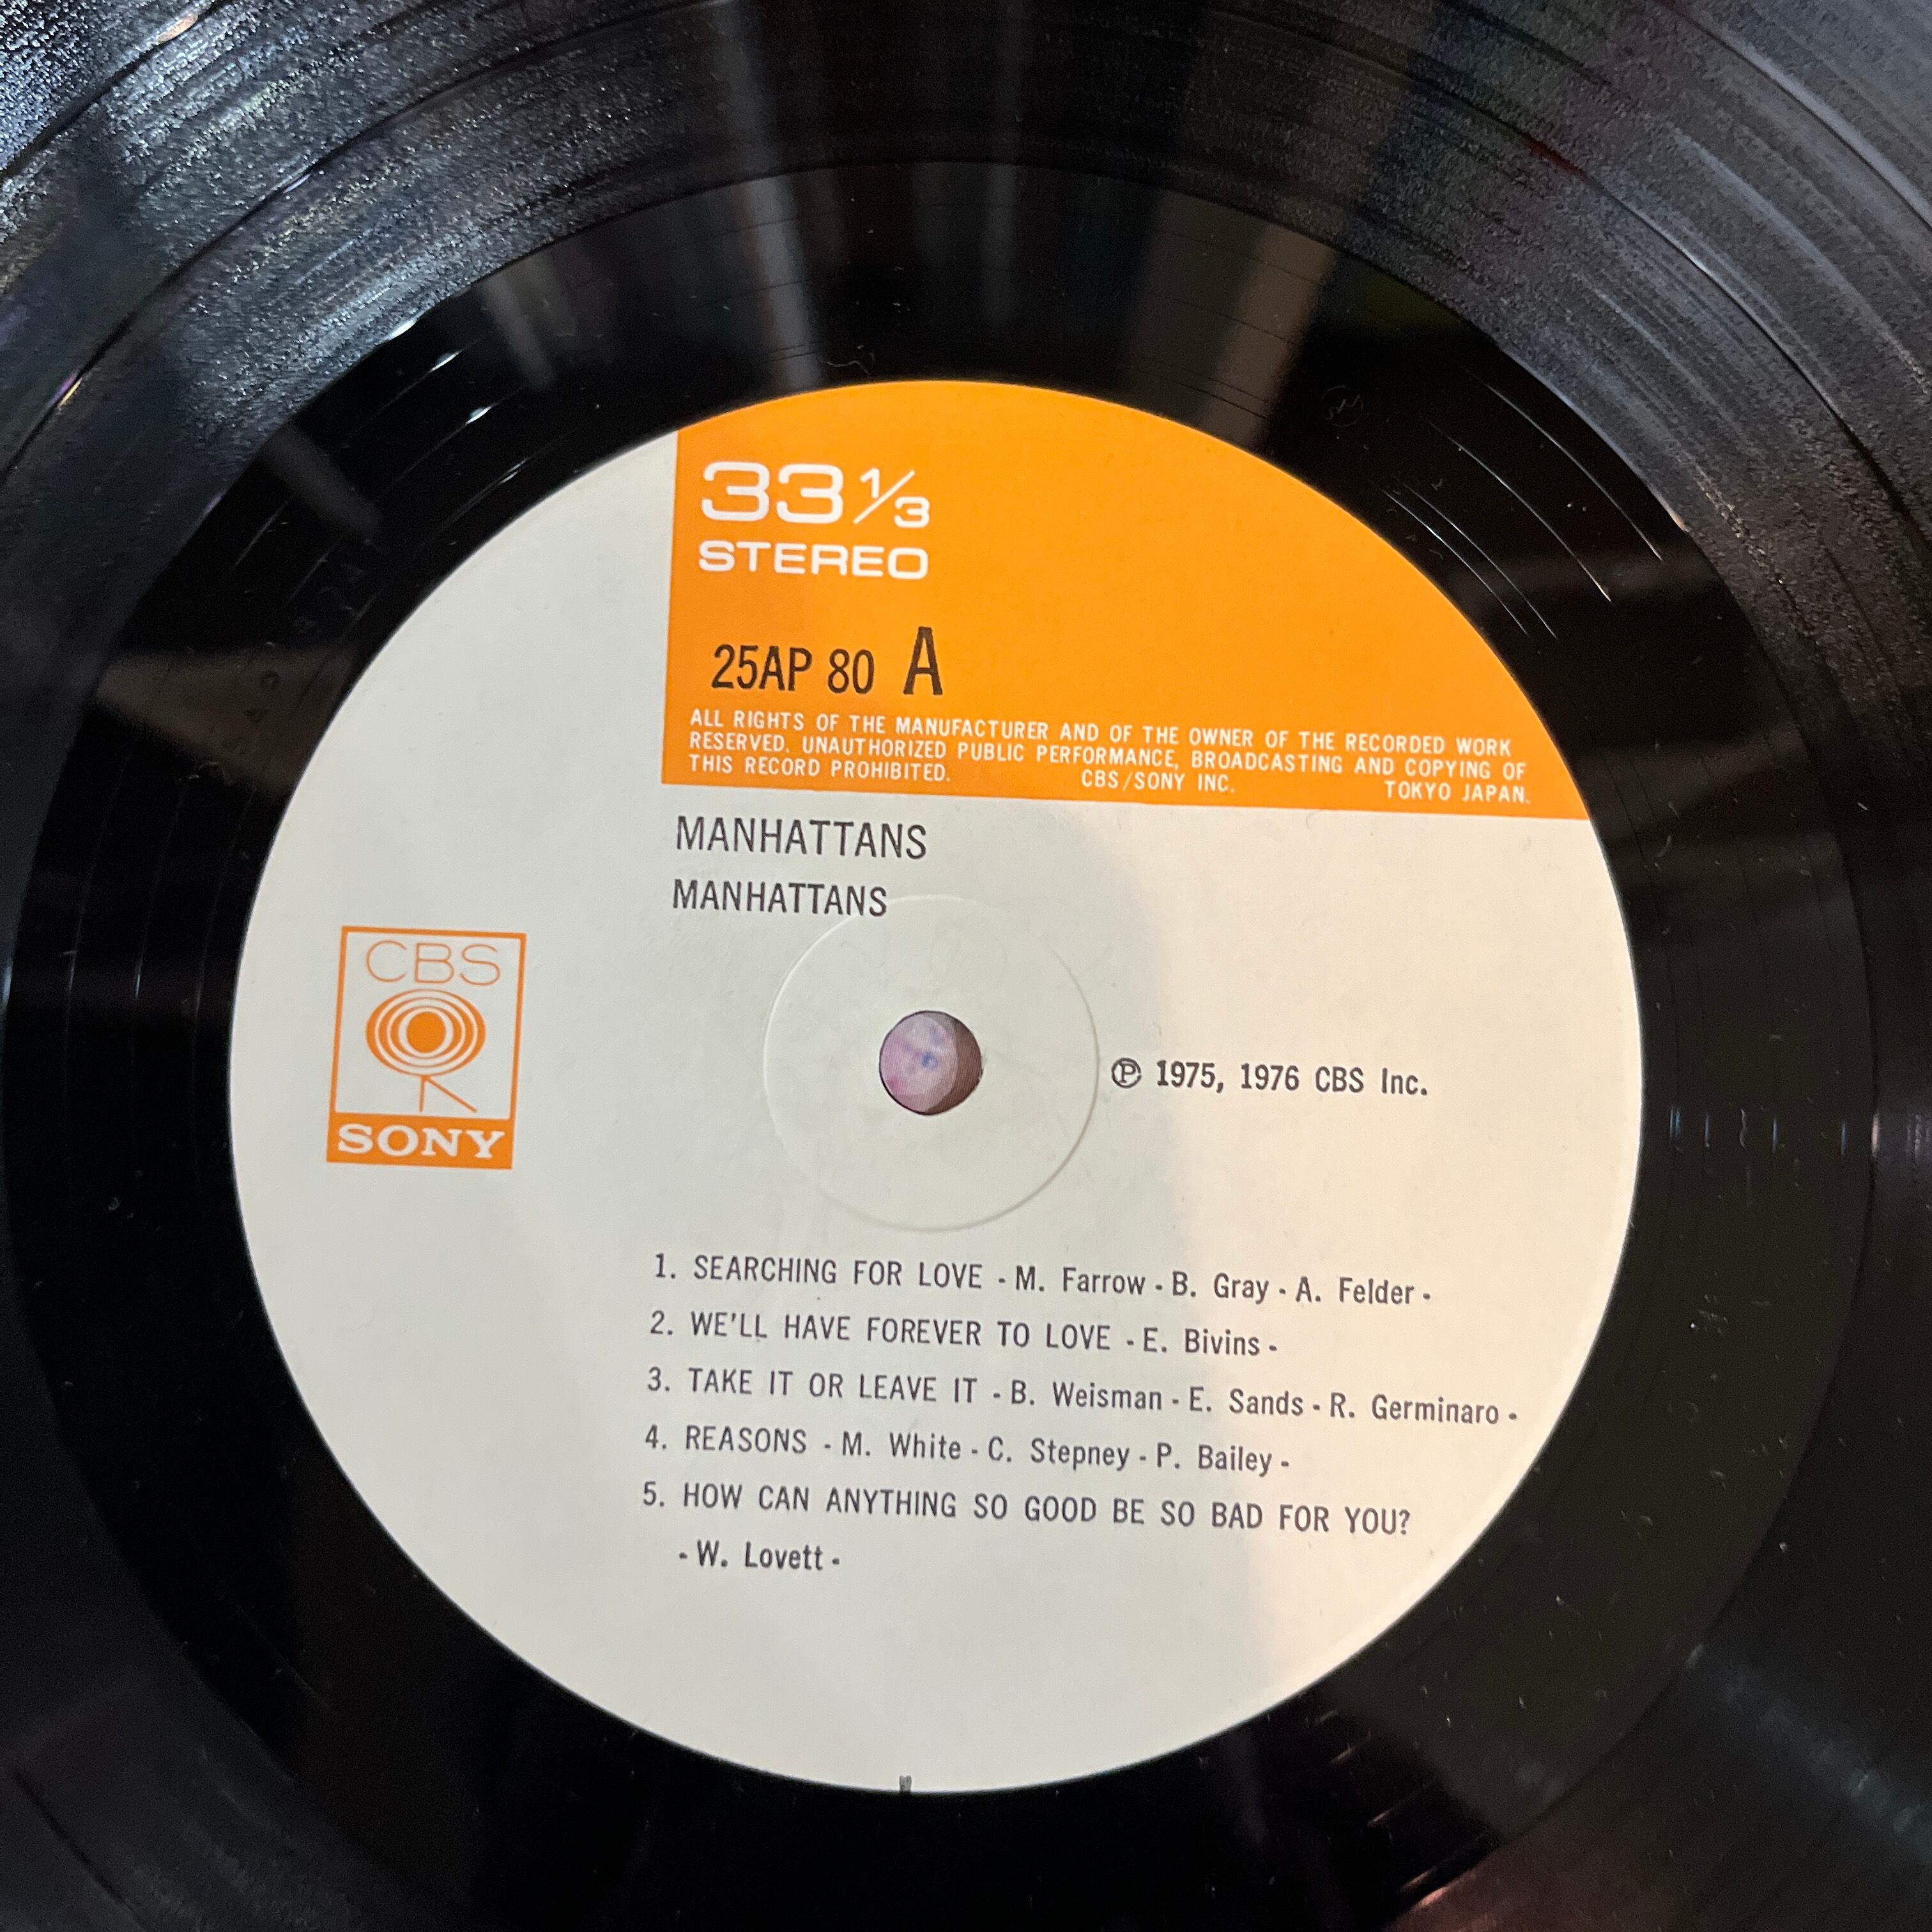 33 1/3
STEREO
25AP 80 A
ALL RIGHTS OF THE MANUFACTURER AND OF THE OWNER OF THE RECORDED WORK
RESERVED. UNAUTHORIZED PUBLIC PERFORMANCE, BROADCASTING AND COPYING OF
THIS RECORD PROHIBITED. CBS/SONY INC. TOKYO JAPAN.
MANHATTANS
MANHATTANS
CBS
SONY
℗ 1975, 1976 CBS Inc.
1. SEARCHING FOR LOVE - M. Farrow - B. Gray - A. Felder -
2. WE'LL HAVE FOREVER TO LOVE - E. Bivins -
3. TAKE IT OR LEAVE IT - B. Weisman - E. Sands - R. Germinaro -
4. REASONS - M. White - C. Stepney - P. Bailey -
5. HOW CAN ANYTHING SO GOOD BE SO BAD FOR YOU?
- W. Lovett -